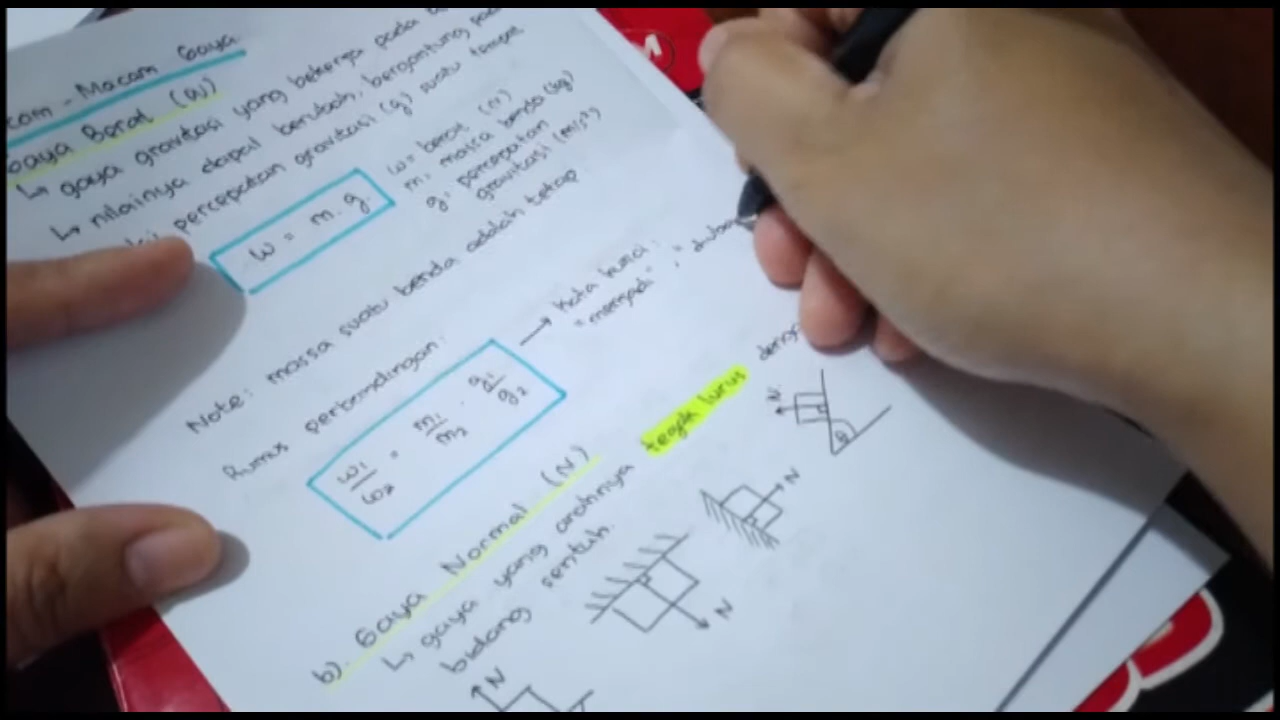 Macam Gaya
Gaya Berat (w)
↳ gaya gravitasi yang bekerja pada
↳ nilainya dapat berubah, bergantung pada
percepatan gravitasi (g) suatu tempat
w = m . g
w = berat (N)
m: massa benda (kg)
g: percepatan
gravitasi (m/s²)
Note: massa suatu benda adalah tetap
Rumus perbandingan:
w₁/w₂ = m₁/m₂ . g₁/g₂
→ Kata kunci:
"menjadi",
b). Gaya Normal (N)
↳ gaya yang arahnya tegak lurus
bidang sentuh.
N
N
N
N
θ